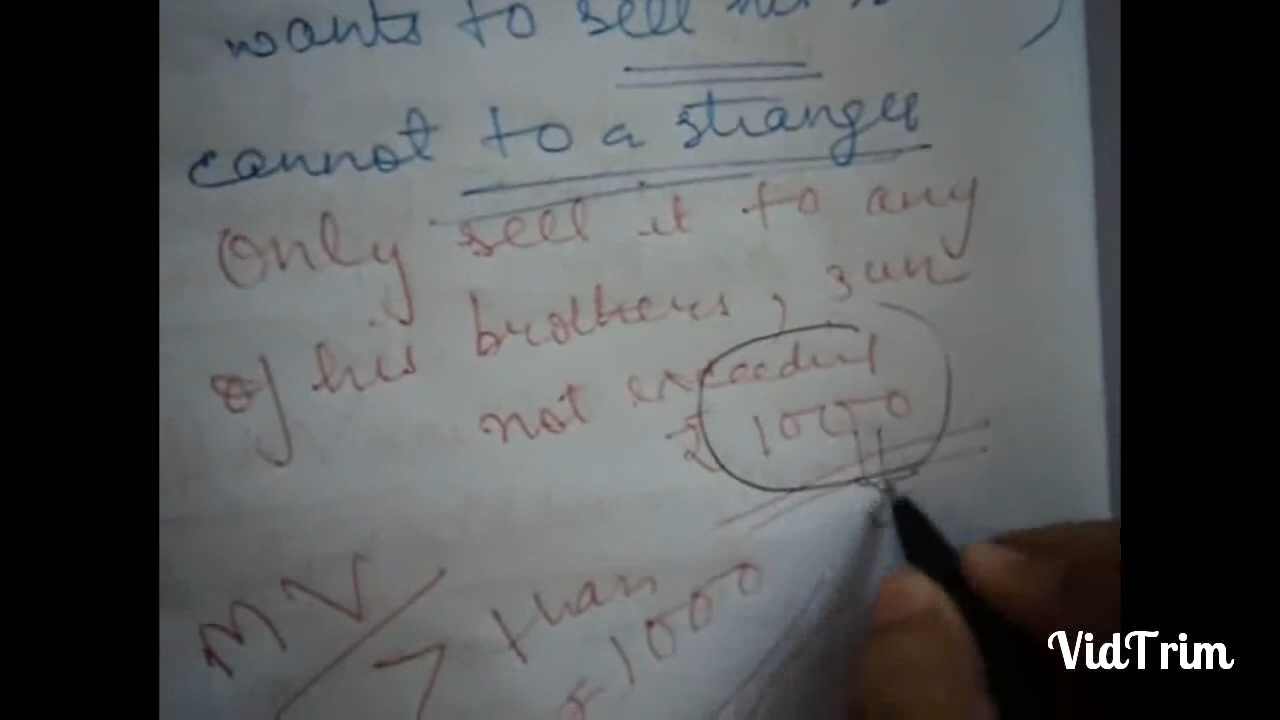 wants to sell
cannot to a stranger
Only sell it to any
of his brothers, sum
not exceeding
₹ 1000
MV
7 than
₹ 1000
VidTrim